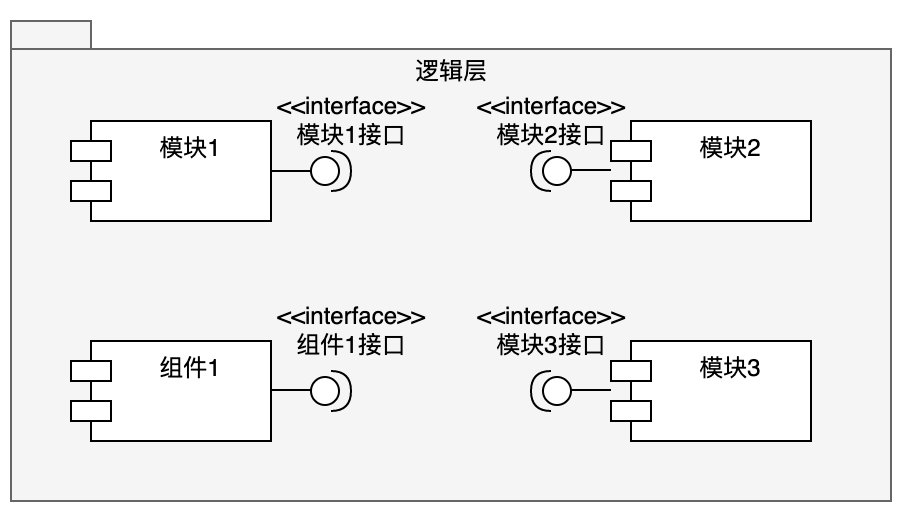 逻辑层
<<interface>>
模块1接口
<<interface>>
模块2接口
模块1
模块2
<<interface>>
组件1接口
<<interface>>
模块3接口
组件1
模块3